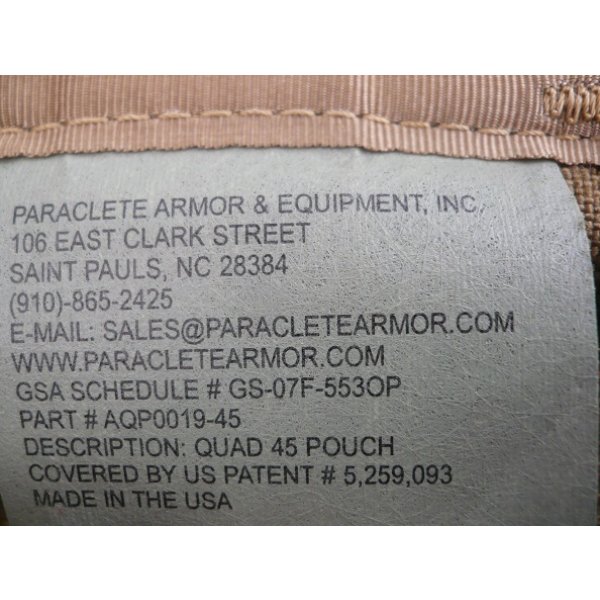 PARACLETE ARMOR & EQUIPMENT, INC.
106 EAST CLARK STREET
SAINT PAULS, NC 28384
(910)-865-2425
E-MAIL: SALES@PARACLETEARMOR.COM
WWW.PARACLETEARMOR.COM
GSA SCHEDULE # GS-07F-553OP
PART # AQP0019-45
DESCRIPTION: QUAD 45 POUCH
COVERED BY US PATENT # 5,259,093
MADE IN THE USA